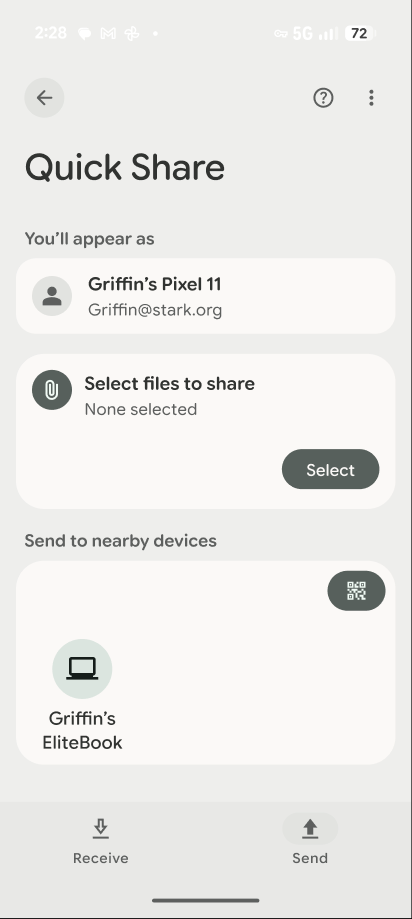 2:28
5G
72
Quick Share
You'll appear as
Griffin's Pixel 11
Griffin@stark.org
Select files to share
None selected
Select
Send to nearby devices
Griffin's
EliteBook
Receive
Send